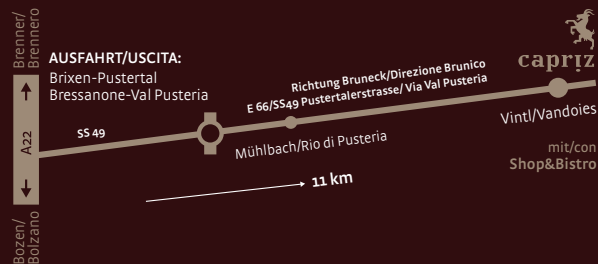 Brenner/
Brennero
AUSFAHRT/USCITA:
Brixen-Pustertal
Bressanone-Val Pusteria
capriz
Richtung Bruneck/Direzione Brunico
E 66/SS49 Pustertalerstrasse/ Via Val Pusteria
SS 49
A22
Vintl/Vandoies
Mühlbach/Rio di Pusteria
mit/con
Shop&Bistro
11 km
Bozen/
Bolzano